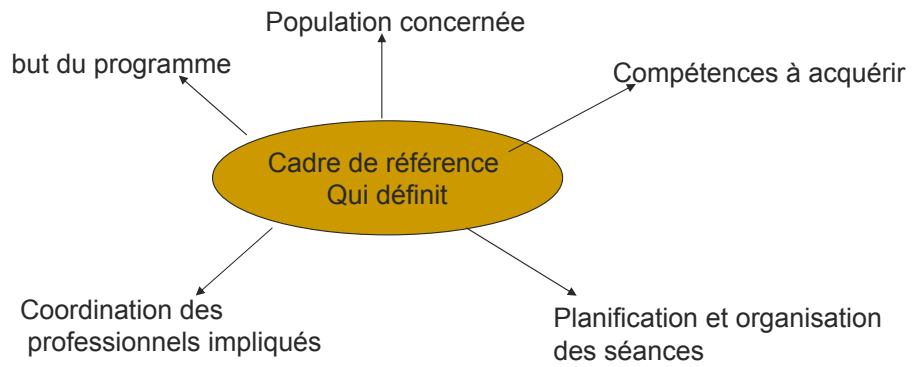 Population concernée
but du programme
Compétences à acquérir
Cadre de référence
Qui définit
Coordination des
professionnels impliqués
Planification et organisation
des séances